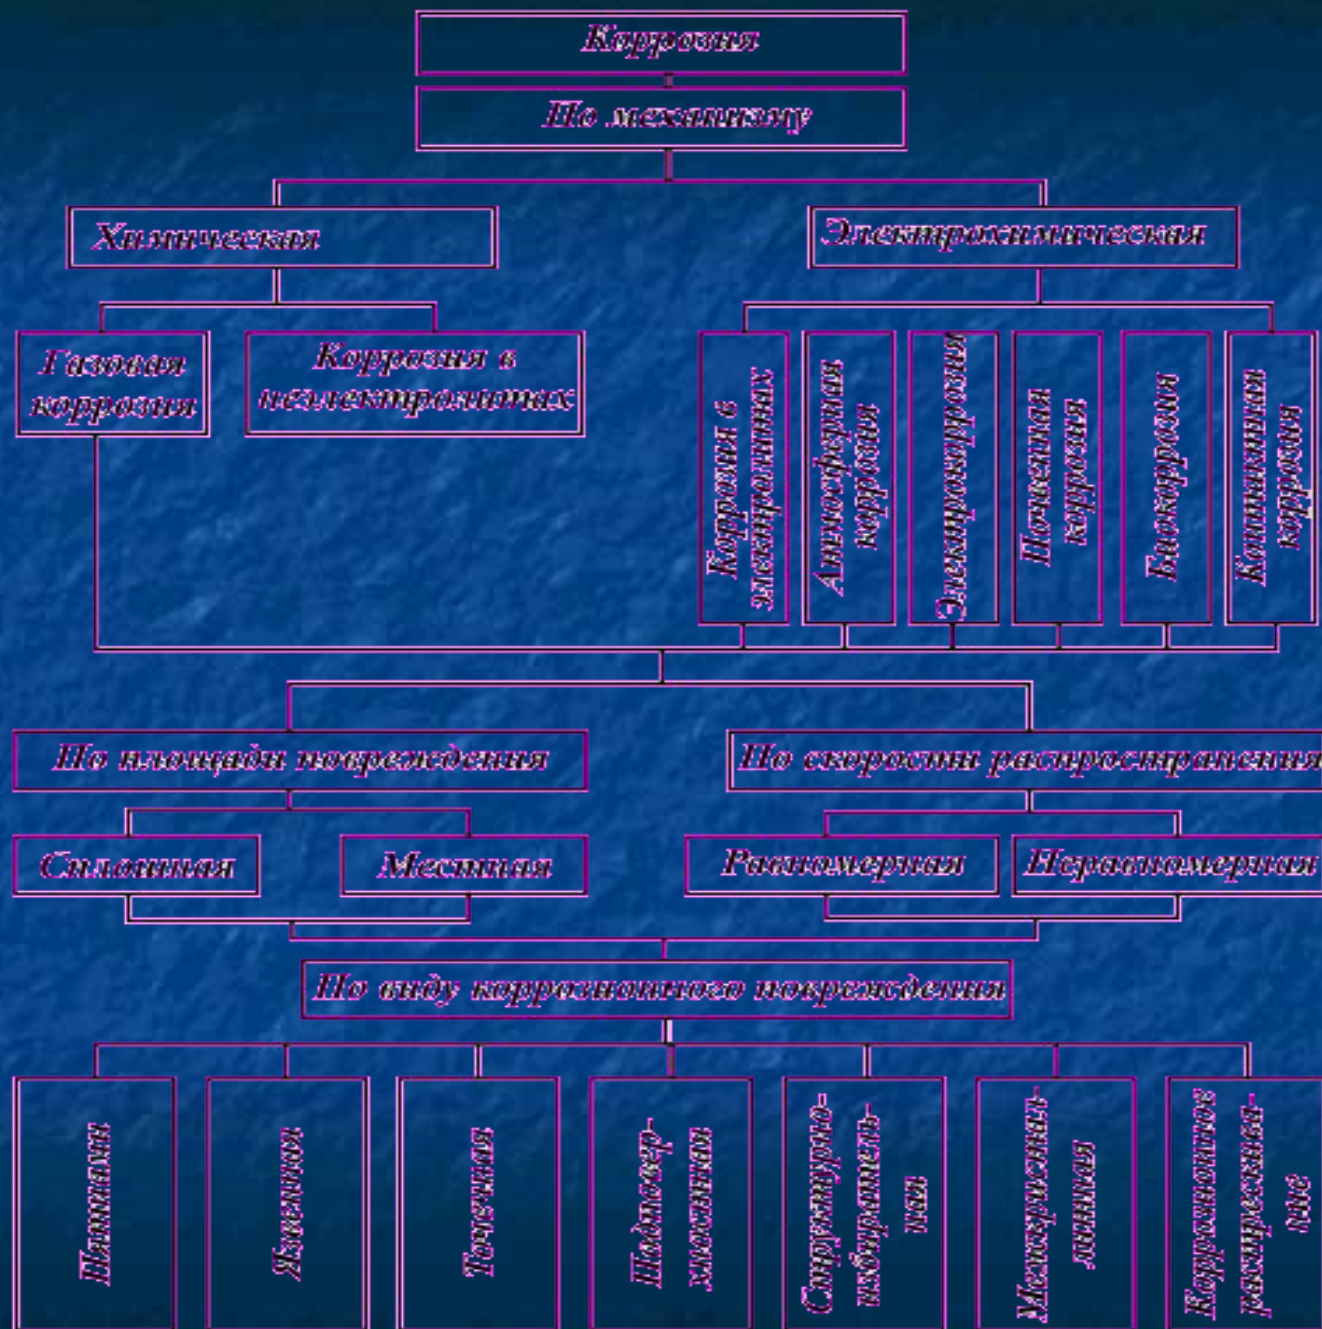 Коррозия
По механизму
Химическая
Электрохимическая
Газовая
коррозия
Коррозия в
неэлектролитах
Коррозия в
электролитах
Атмосферная
коррозия
Электрокоррозия
Почвенная
коррозия
Биокоррозия
Контактная
коррозия
По площади повреждения
По скорости распространения
Сплошная
Местная
Равномерная
Неравномерная
По виду коррозионного повреждения
Пятнами
Язвенная
Точечная
Подповер-
хностная
Структурно-
избиратель-
ная
Межкристал-
литная
Коррозионное
растрескива-
ние